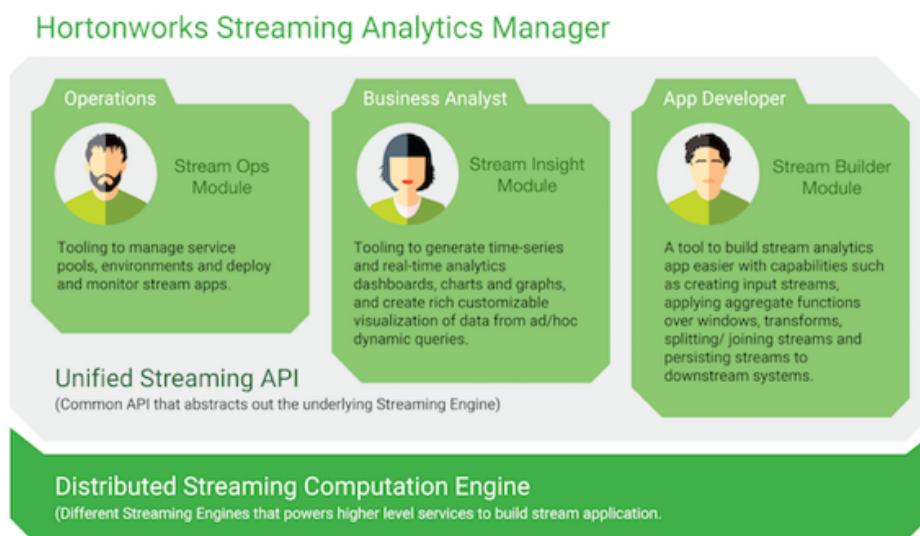 Hortonworks Streaming Analytics Manager
Operations
Stream Ops
Module
Tooling to manage service
pools, environments and deploy
and monitor stream apps.
Business Analyst
Stream Insight
Module
Tooling to generate time-series
and real-time analytics
dashboards, charts and graphs,
and create rich customizable
visualization of data from ad/hoc
dynamic queries.
App Developer
Stream Builder
Module
A tool to build stream analytics
app easier with capabilities such
as creating input streams,
applying aggregate functions
over windows, transforms,
splitting/ joining streams and
persisting streams to
downstream systems.
Unified Streaming API
(Common API that abstracts out the underlying Streaming Engine)
Distributed Streaming Computation Engine
(Different Streaming Engines that powers higher level services to build stream application.